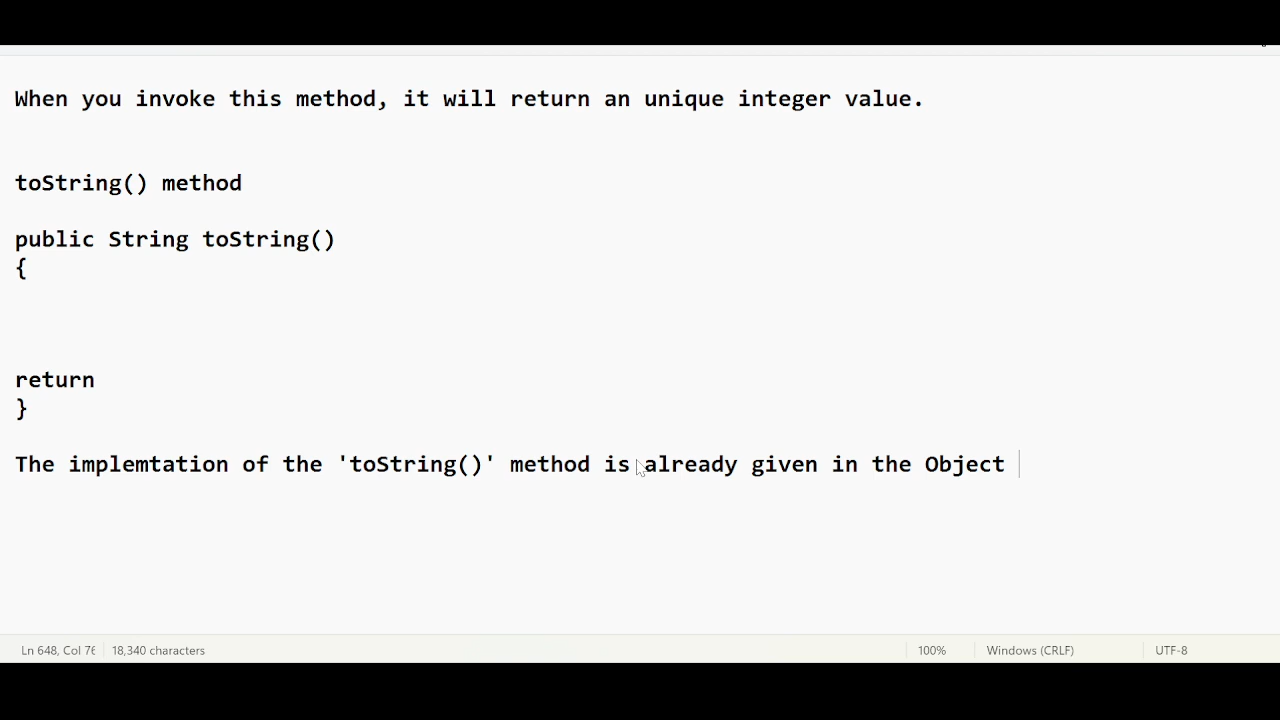 When you invoke this method, it will return an unique integer value.
toString() method
public String toString()
{
return
}
The implemtation of the 'toString()' method is already given in the Object
Ln 648, Col 76
18,340 characters
100%
Windows (CRLF)
UTF-8